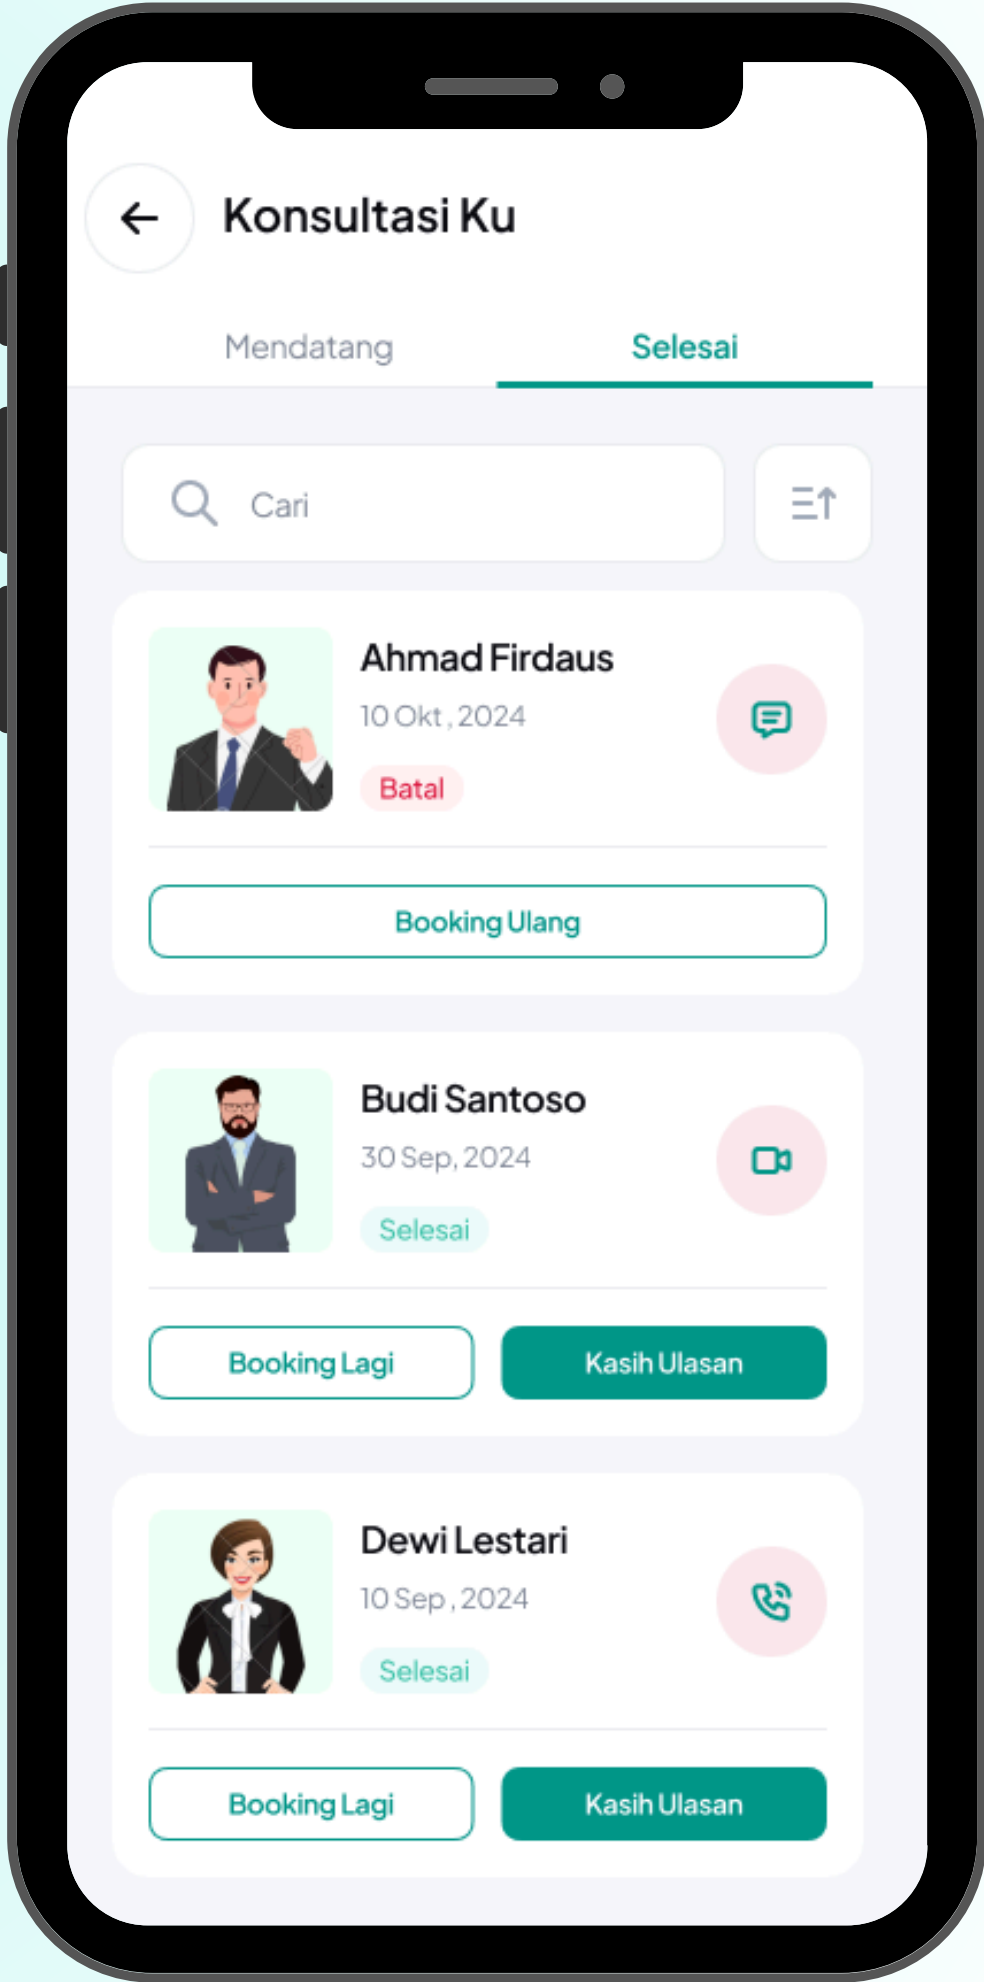 Konsultasi Ku
Mendatang
Selesai
Cari
Ahmad Firdaus
10 Okt , 2024
Batal
Booking Ulang
Budi Santoso
30 Sep, 2024
Selesai
Booking Lagi
Kasih Ulasan
Dewi Lestari
10 Sep , 2024
Selesai
Booking Lagi
Kasih Ulasan